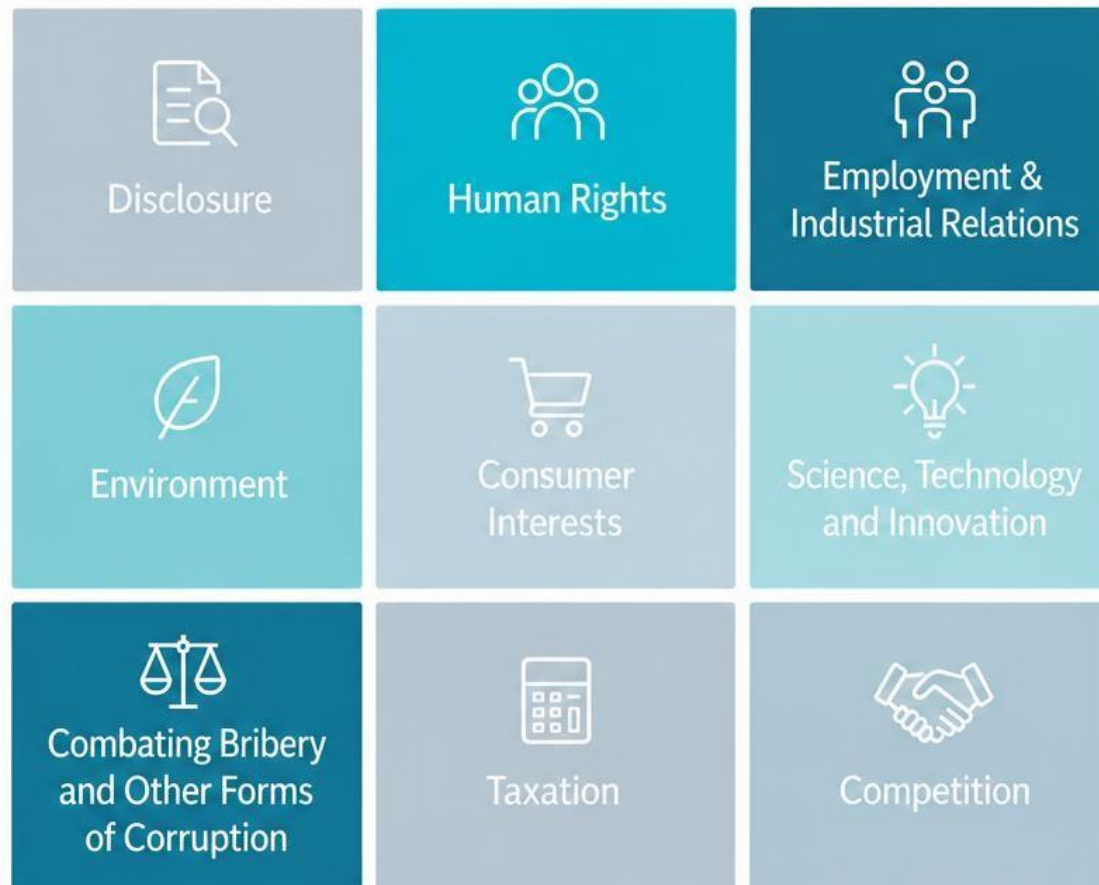 Disclosure
Human Rights
Employment &
Industrial Relations
Environment
Consumer
Interests
Science, Technology
and Innovation
Combating Bribery
and Other Forms
of Corruption
Taxation
Competition